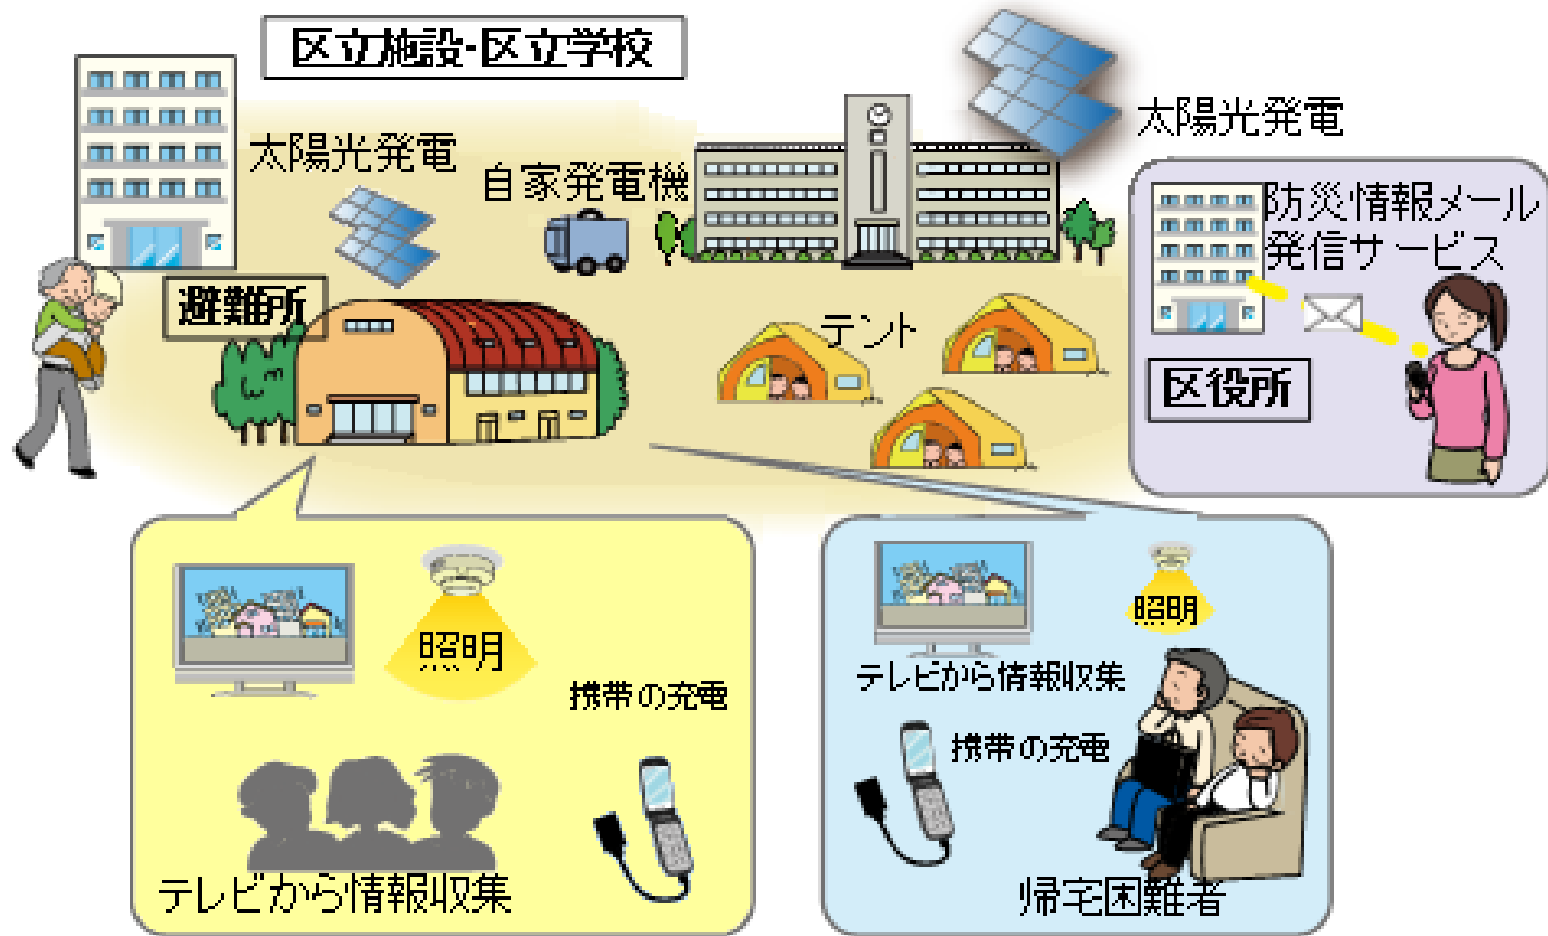 区立施設・区立学校
太陽光発電
太陽光発電
自家発電機
防災情報メール
発信サービス
避難所
テント
区役所
照明
携帯の充電
テレビから情報収集
照明
テレビから情報収集
携帯の充電
帰宅困難者